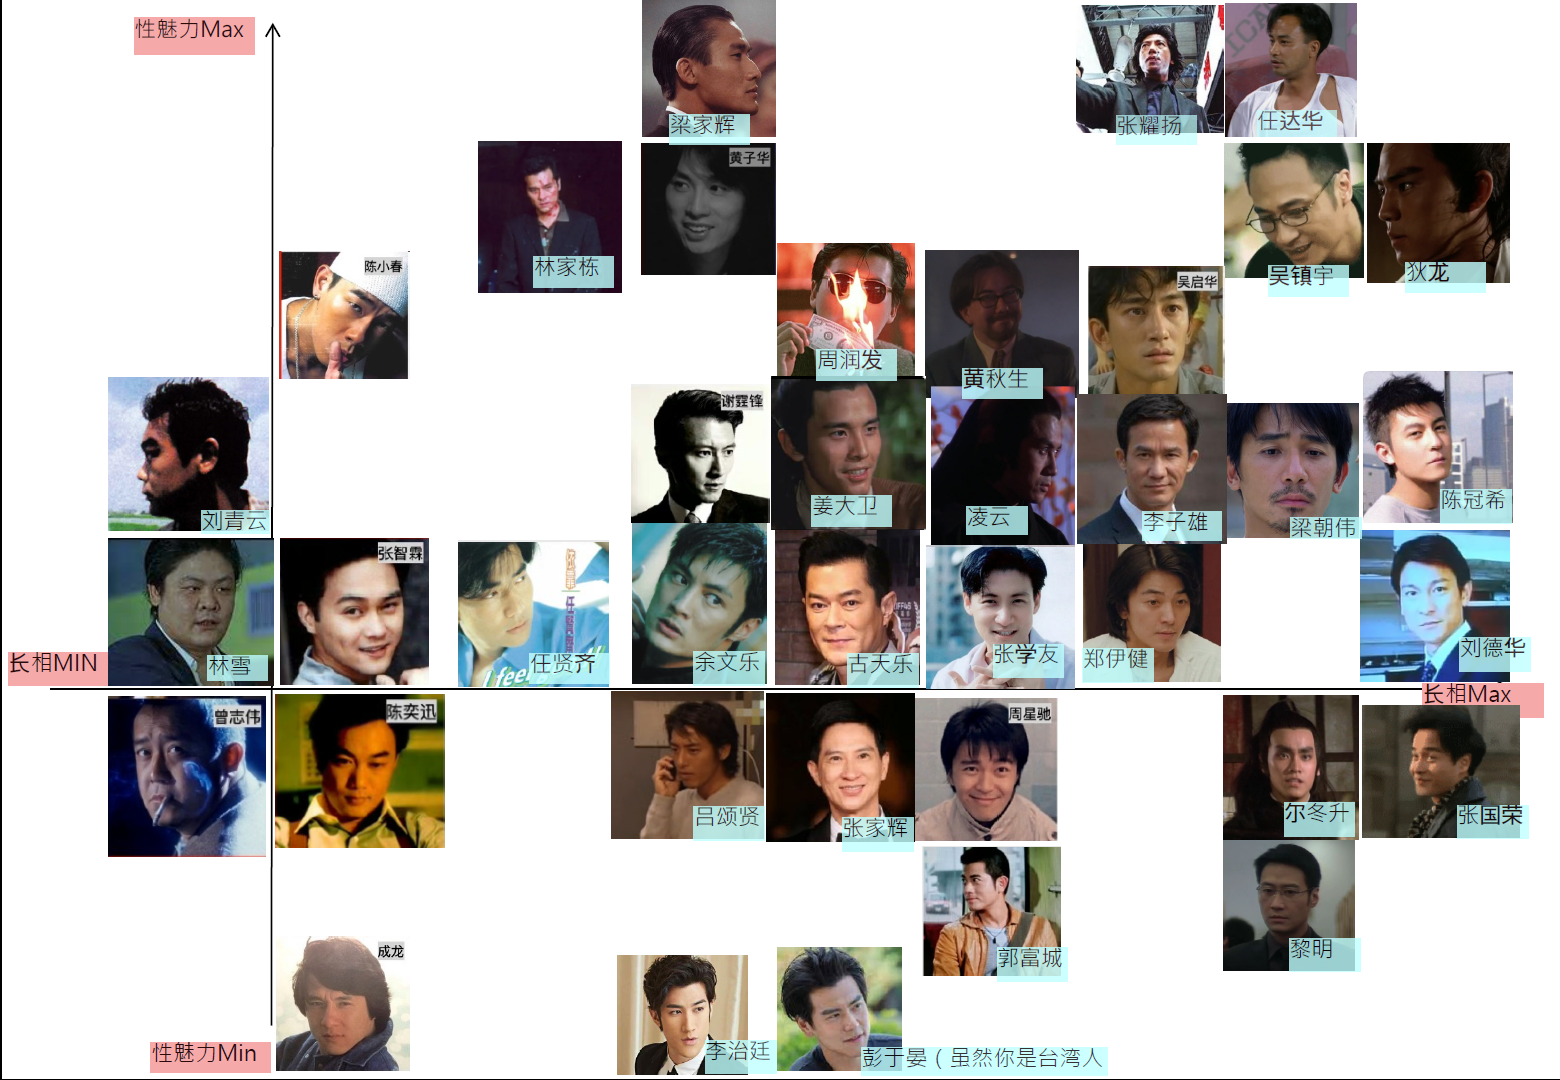 性魅力Max
梁家辉
张耀扬
任达华
黄子华
林家栋
陈小春
吴镇宇
狄龙
吴启华
周润发
黄秋生
谢霆锋
刘青云
姜大卫
凌云
李子雄
梁朝伟
陈冠希
张智霖
任贤齐
I feel
林雪
余文乐
古天乐
张学友
郑伊健
刘德华
长相MIN
长相Max
曾志伟
陈奕迅
周星驰
吕颂贤
张家辉
尔冬升
张国荣
郭富城
黎明
成龙
性魅力Min
李治廷
彭于晏（虽然你是台湾人